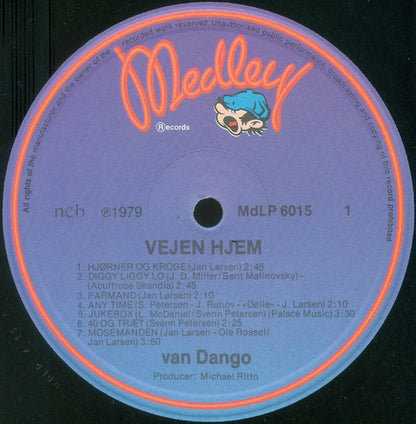 All rights of the manufacturer and the owner of the recorded work reserved. Unauthorised public performance, broadcasting and copying of this record prohibited.
Medley
Ⓡecords
ncb ℗1979 MdLP 6015 1
VEJEN HJEM
1. HJØRNER OG KROGE (Jan Larsen) 2:45
2. DIGGY LIGGY LO (J. D. Miller/Bent Malinovsky) -
(Acuffruse Skandia) 2:45
3. FARMAND (Jan Larsen) 2:10
4. ANY TIME (S. Petersen - J. Runov - »Dølle« - J. Larsen) 2:10
5. JUKEBOX (L. McDaniel/Svenn Petersen) (Palace Music) 3:30
6. 40 OG TRÆT (Svenn Petersen) 2:25
7. MOSEMANDEN (Jan Larsen - Ole Rossel/
Jan Larsen) 3:50
van Dango
Producer: Michael Ritto